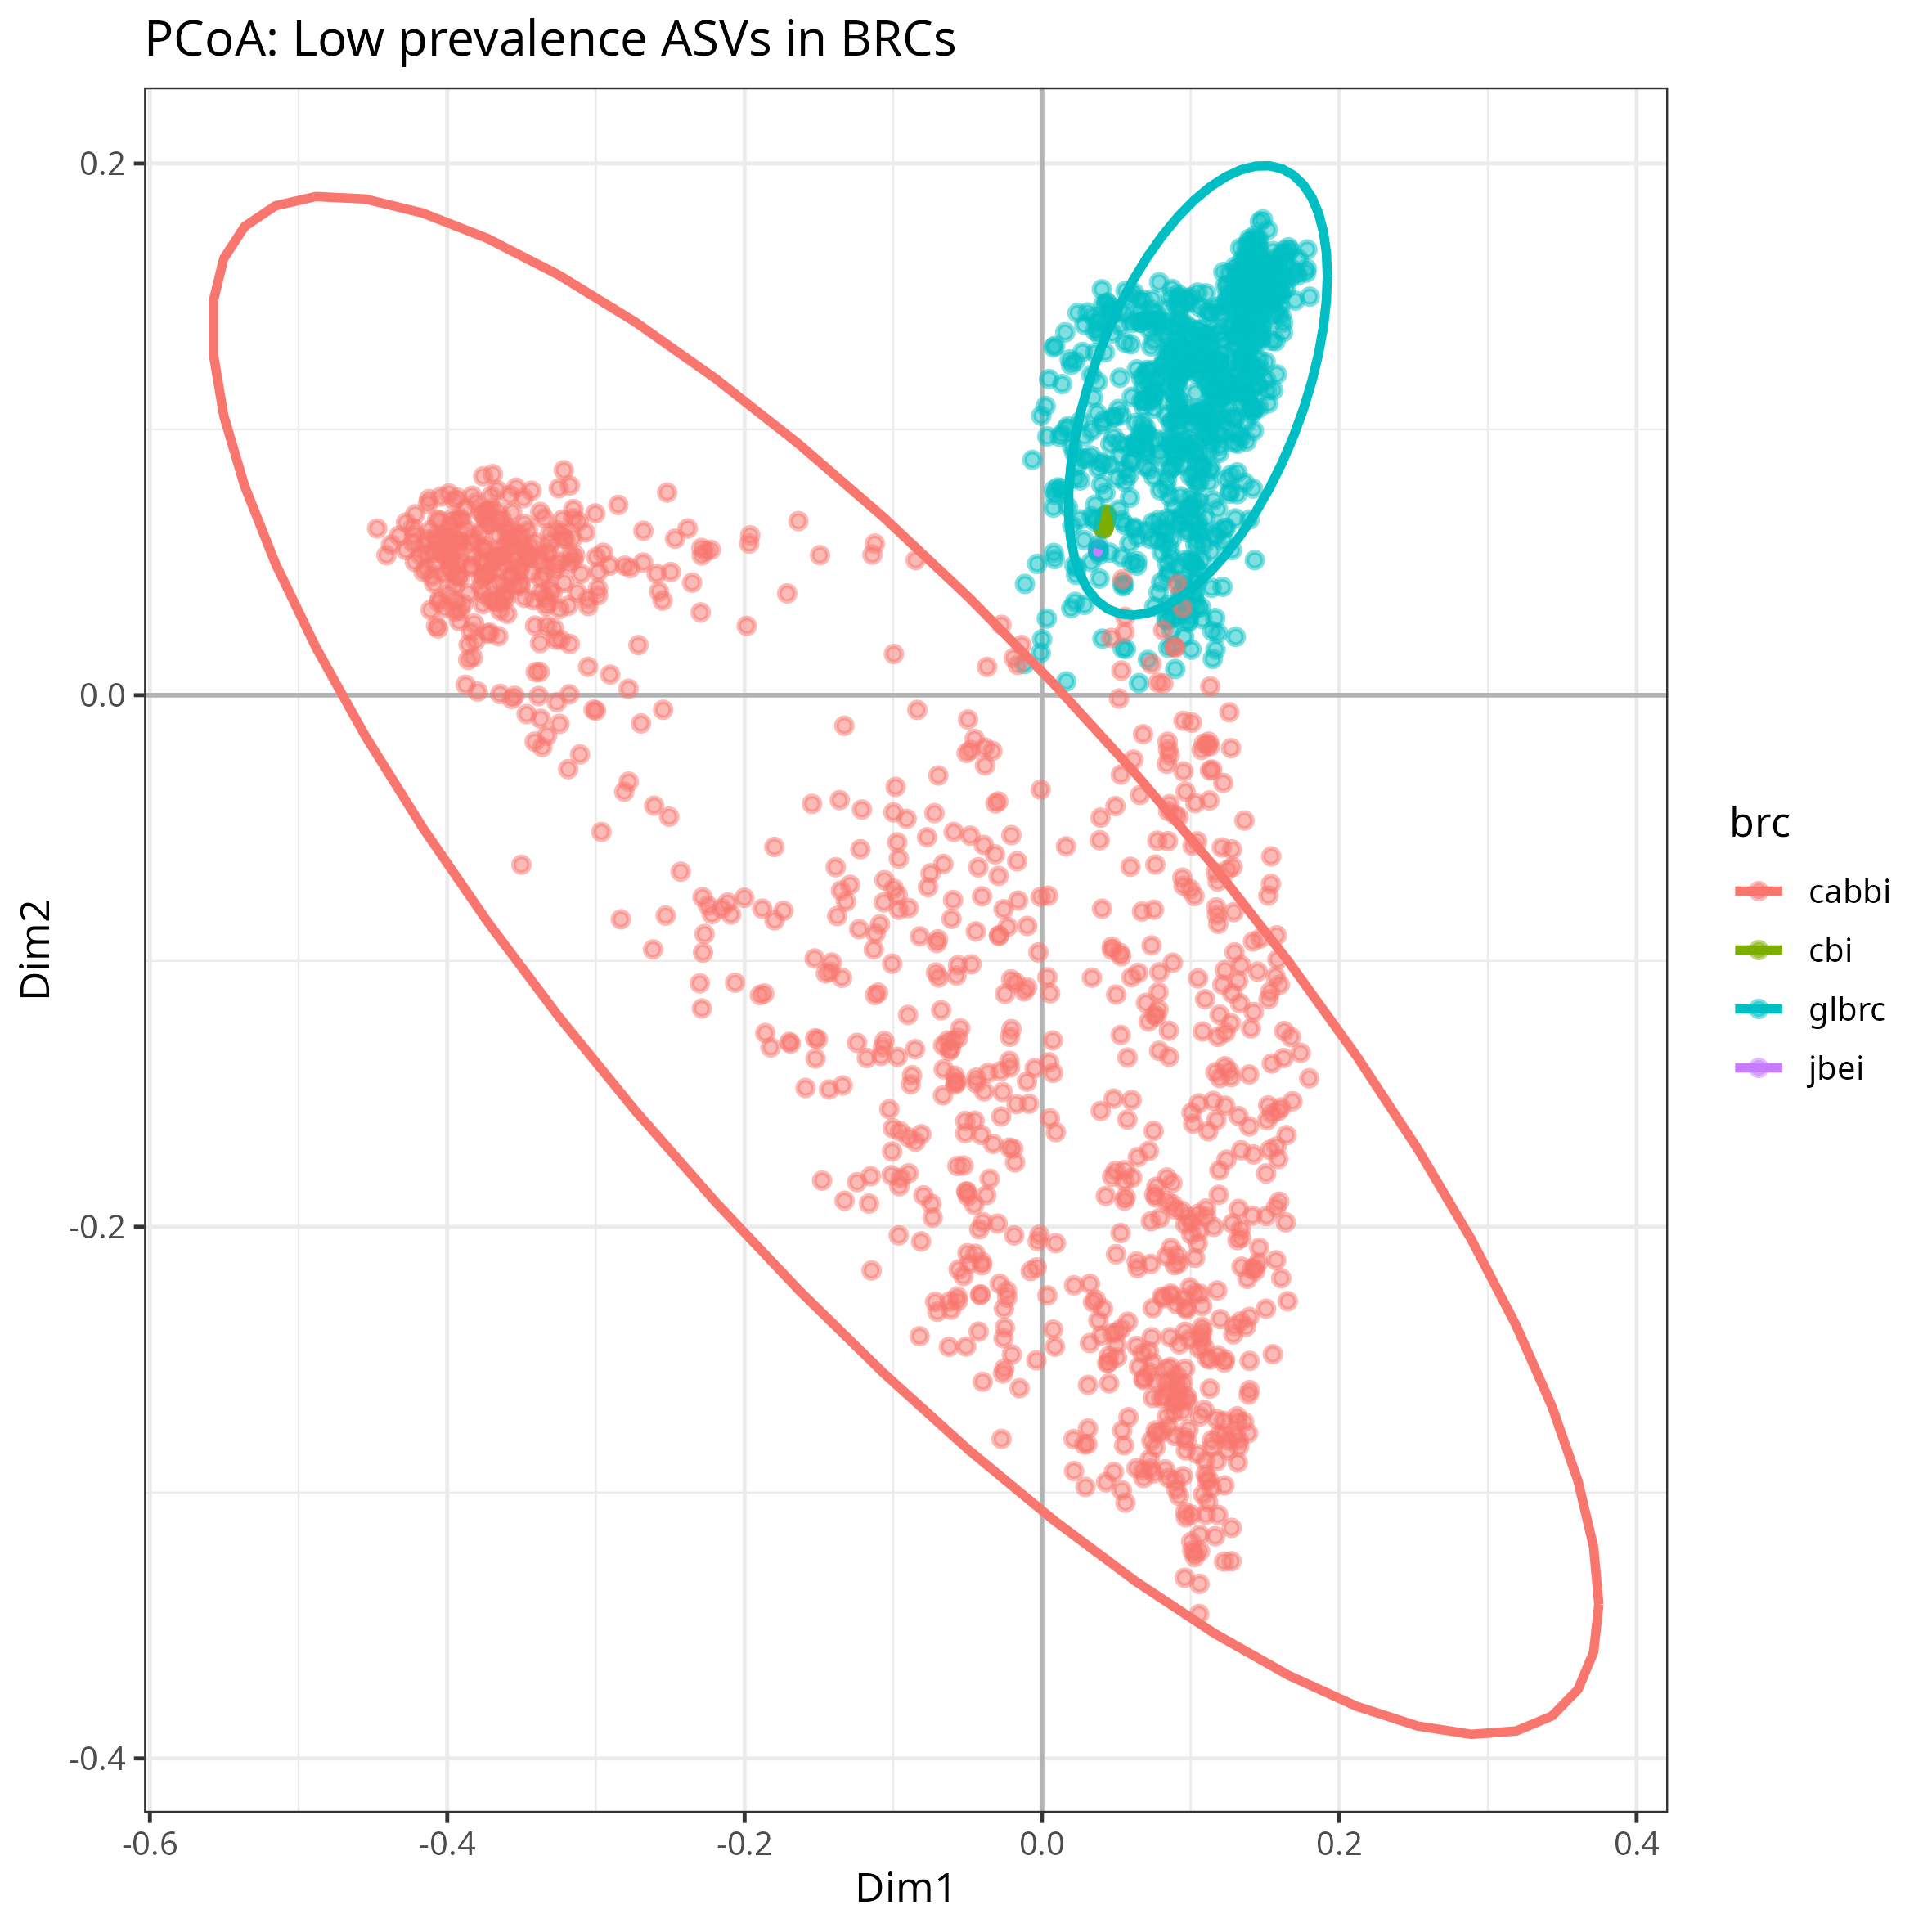 PCoA: Low prevalence ASVs in BRCs
0.2
0.0
-0.2
-0.4
Dim2
-0.6
-0.4
-0.2
0.0
0.2
0.4
Dim1
brc
cabbi
cbi
glbrc
jbei